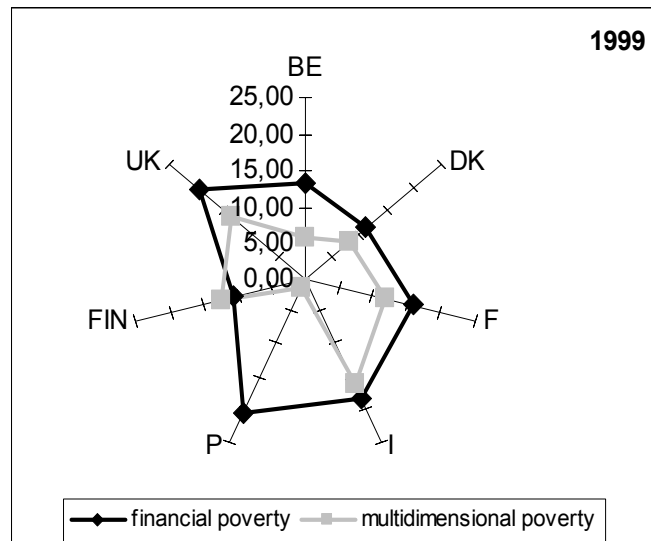 1999
BE
25,00
20,00
15,00
10,00
5,00
0,00
UK
DK
FIN
F
P
I
financial poverty
multidimensional poverty